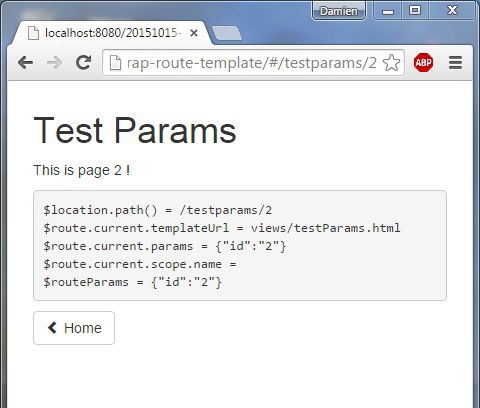 Damien
localhost:8080/20151015-
rap-route-template/#/testparams/2
ABP
Test Params
This is page 2 !
$location.path() = /testparams/2
$route.current.templateUrl = views/testParams.html
$route.current.params = {"id":"2"}
$route.current.scope.name =
$routeParams = {"id":"2"}
Home